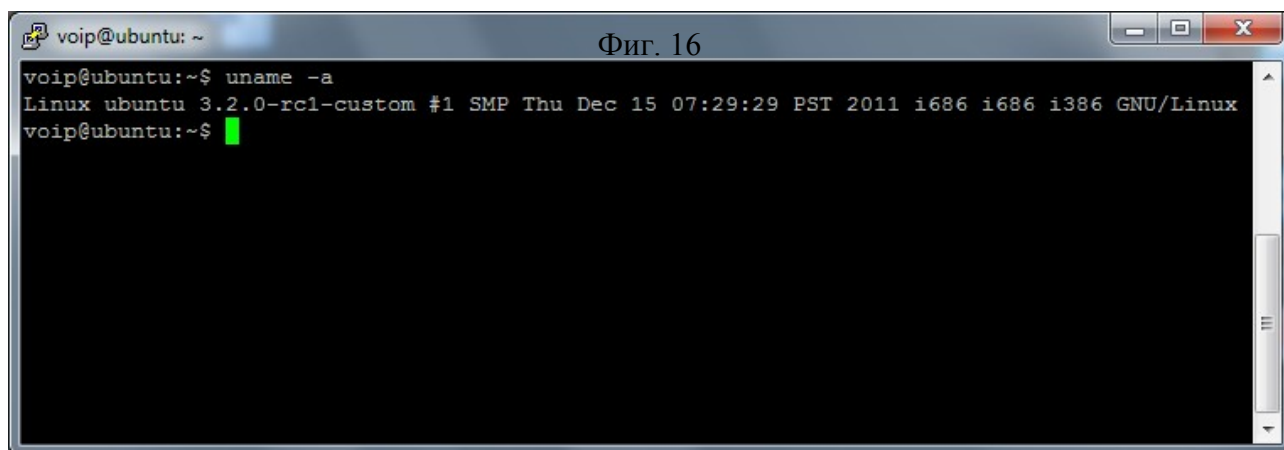 voip@ubuntu: ~
Фиг. 16
voip@ubuntu:~$ uname -a
Linux ubuntu 3.2.0-rc1-custom #1 SMP Thu Dec 15 07:29:29 PST 2011 i686 i686 i386 GNU/Linux
voip@ubuntu:~$